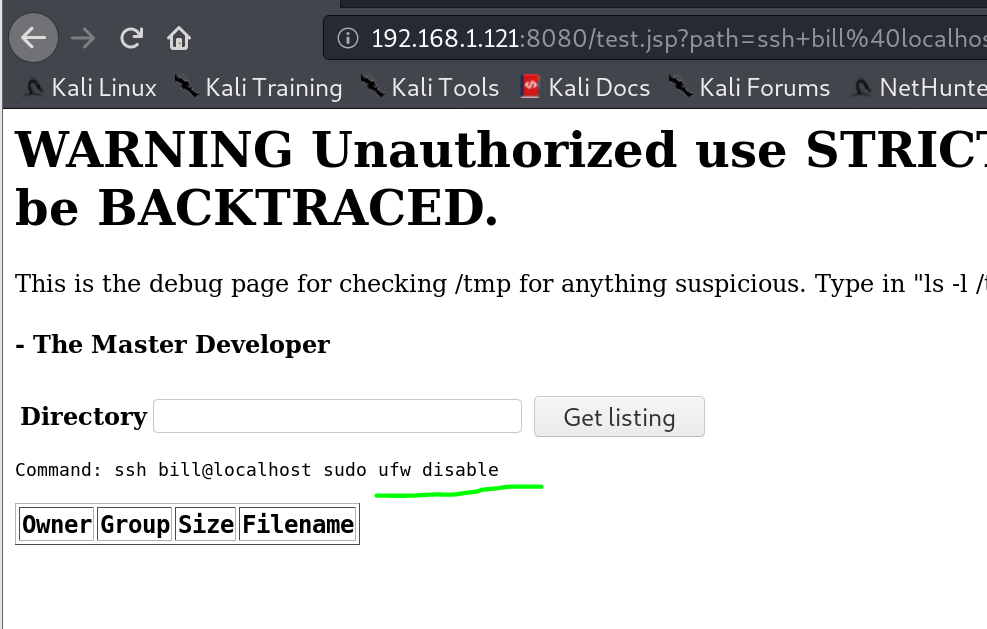 192.168.1.121:8080/test.jsp?path=ssh+bill%40localhos
Kali Linux Kali Training Kali Tools Kali Docs Kali Forums NetHunte
WARNING Unauthorized use STRICT
be BACKTRACED.
This is the debug page for checking /tmp for anything suspicious. Type in "ls -l /t
- The Master Developer
Directory Get listing
Command: ssh bill@localhost sudo ufw disable
Owner Group Size Filename